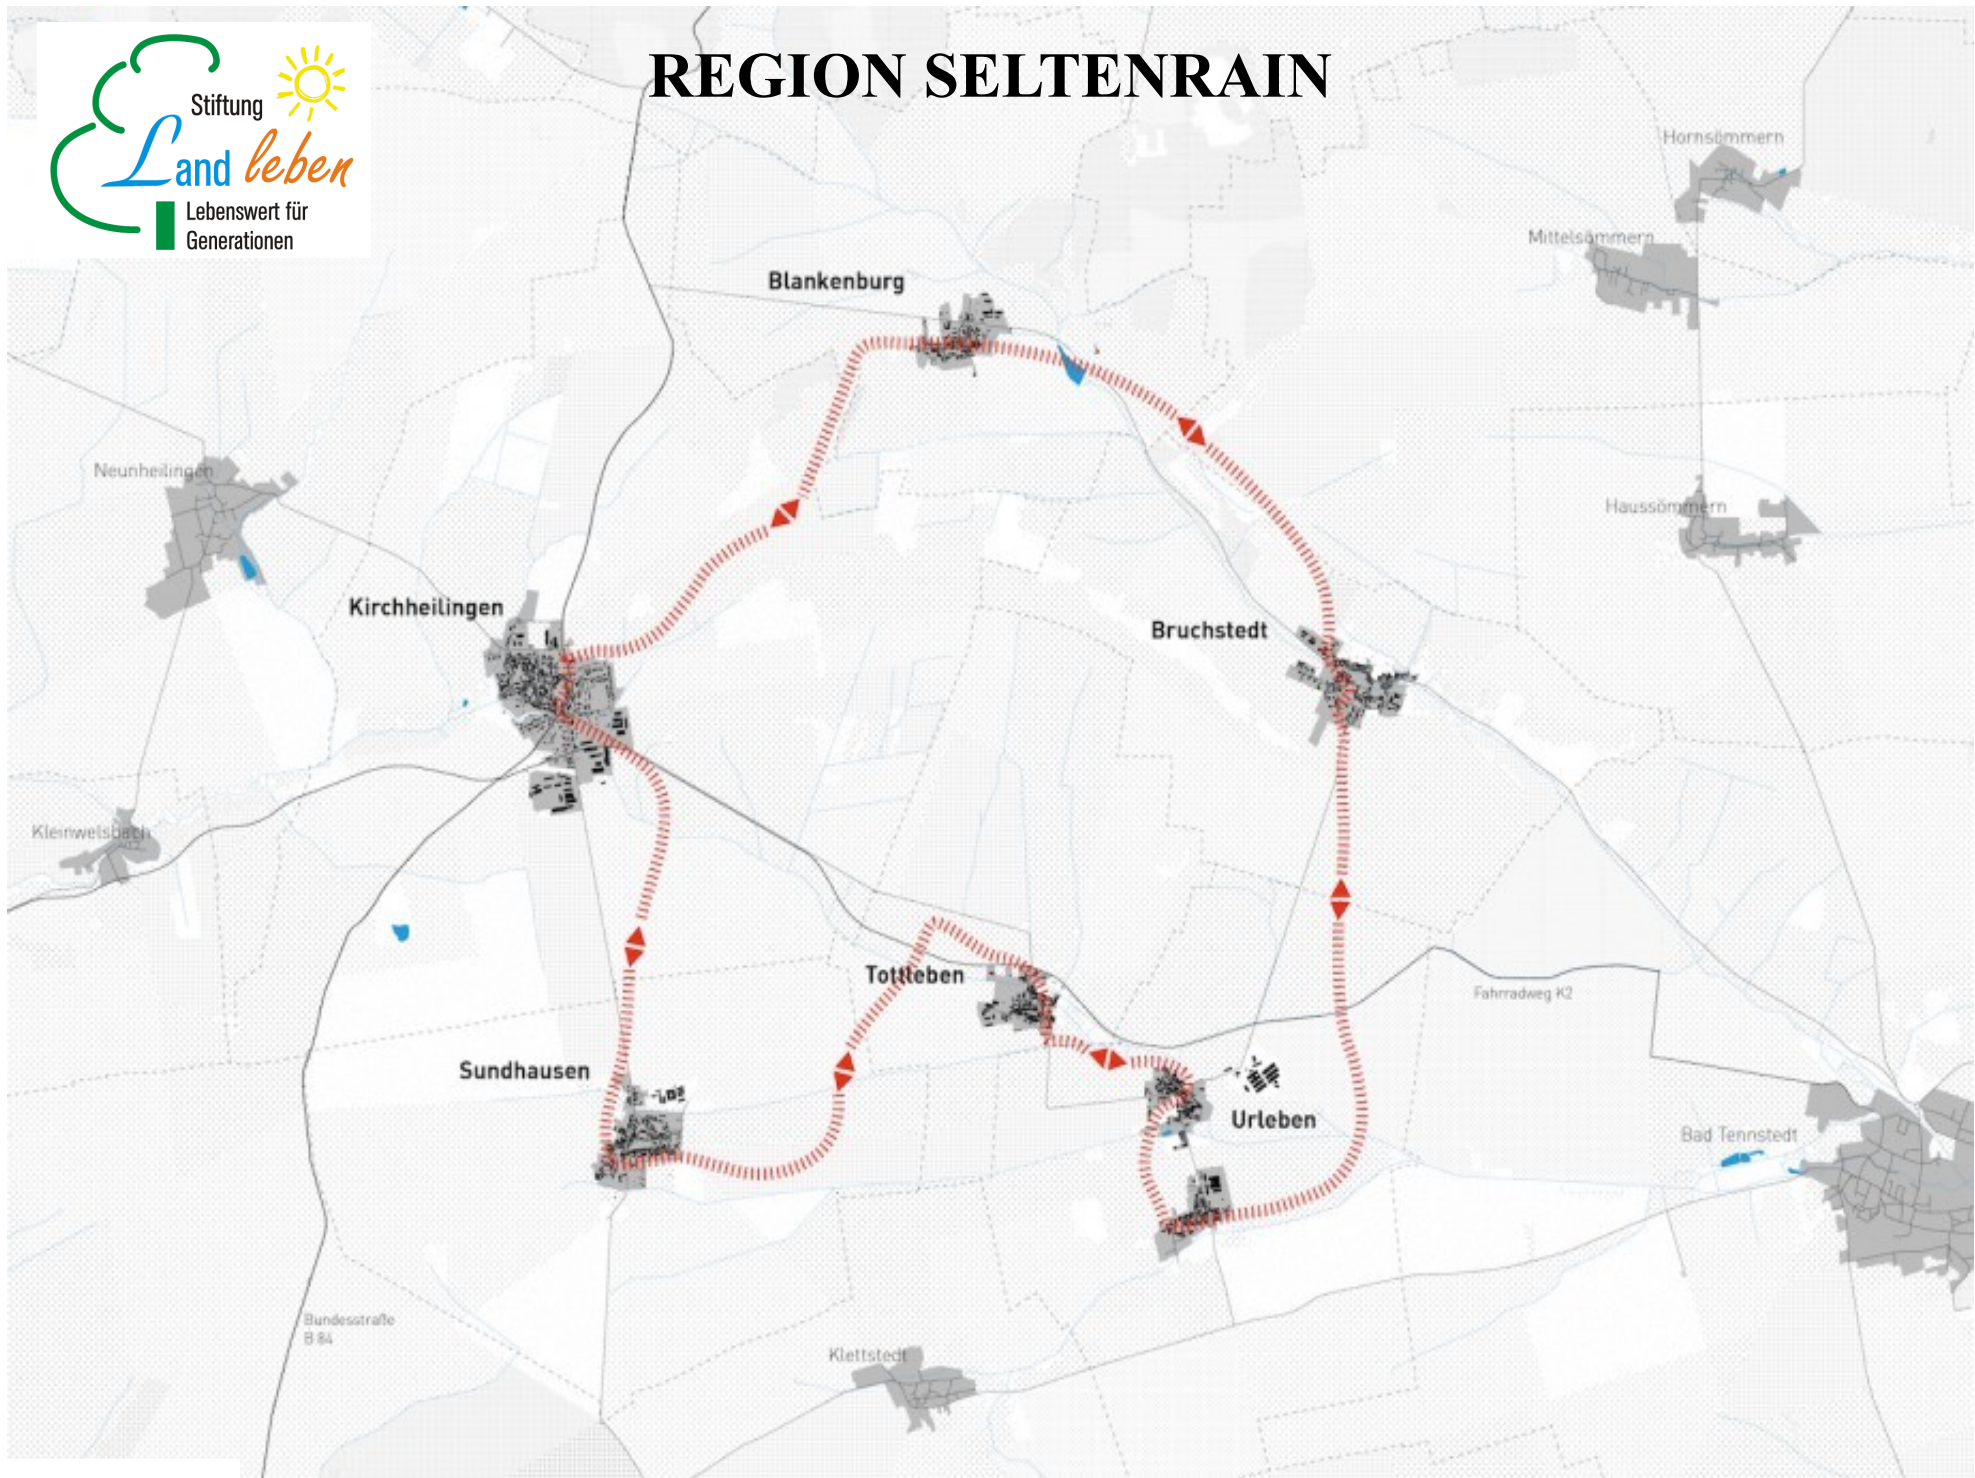 REGION SELTENRAIN
Stiftung
Land leben
Lebenswert für
Generationen
Hornsömmern
Mittelsömmern
Blankenburg
Neunheilingen
Haussömmern
Kirchheilingen
Bruchstedt
Kleinwelsbach
Tottleben
Fahrradweg K2
Sundhausen
Urleben
Bad Tennstedt
Bundesstraße
B 84
Klettstedt